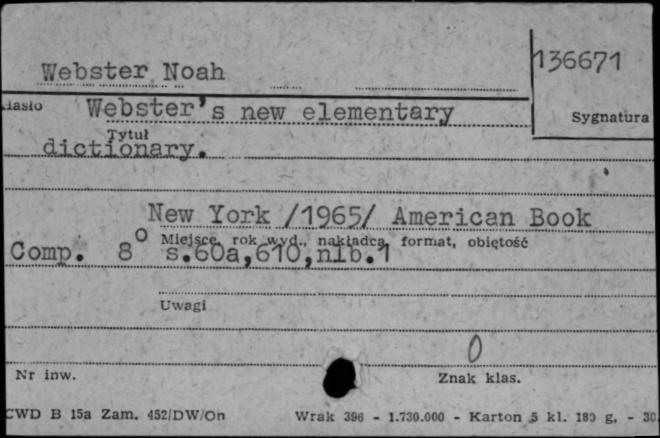 Webster Noah
136671
Hasło Webster's new elementary
Sygnatura
Tytuł
dictionary.
New York /1965/ American Book
Miejsce, rok wyd., nakładca, format, objętość
Comp. 8° s.60a,610,nlb.1
Uwagi
0
Nr inw.
Znak klas.
CWD B 15a Zam. 452/DW/On Wrak 396 - 1.730.000 - Karton 5 kl. 180 g, - 30